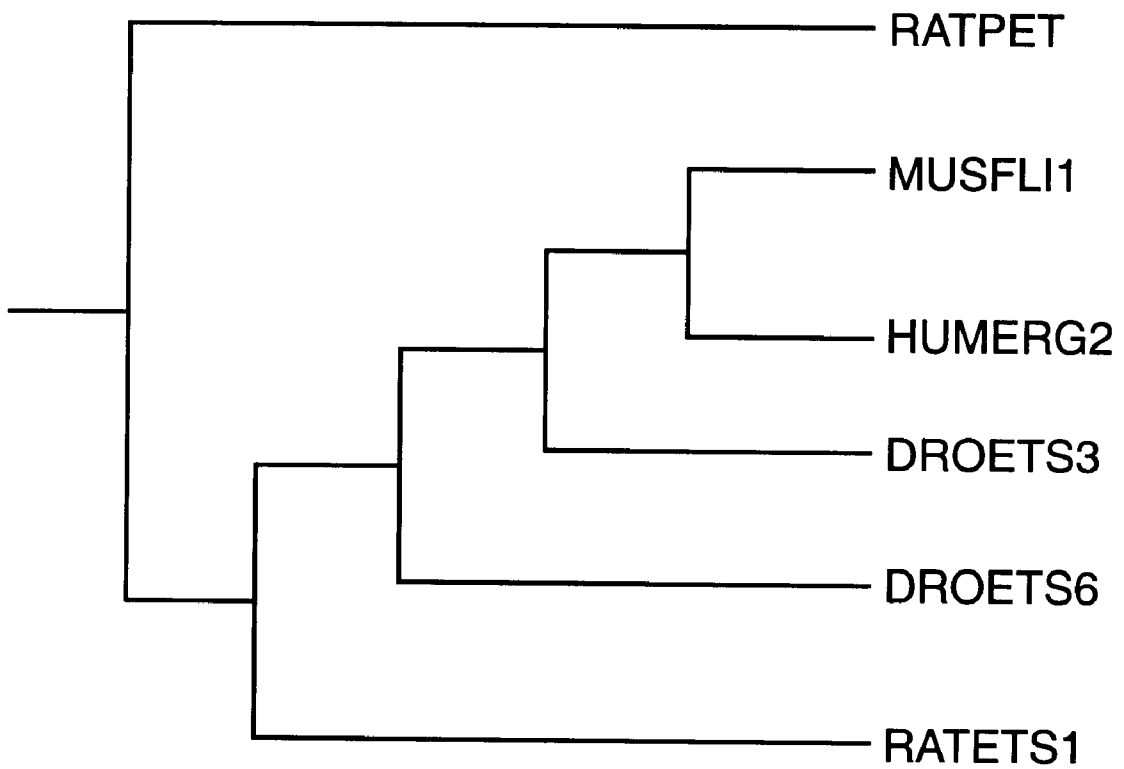 RATPET
MUSFLI1
HUMERG2
DROETS3
DROETS6
RATETS1